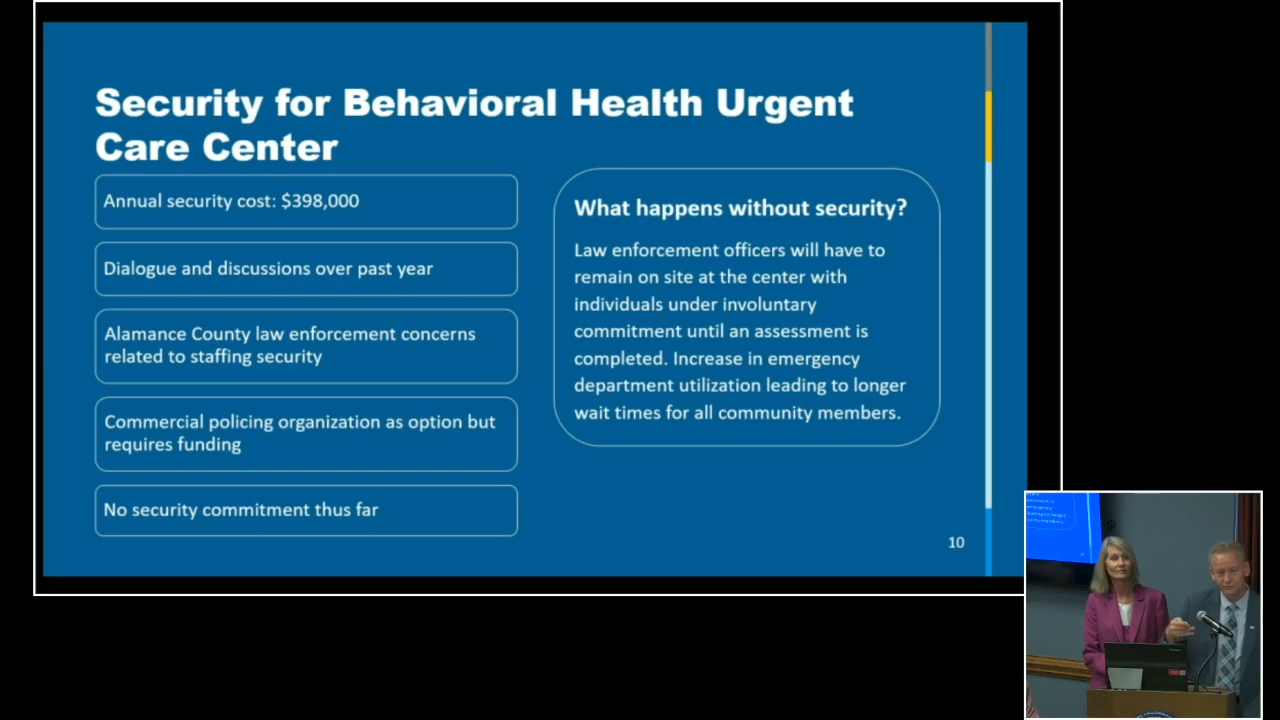 Security for Behavioral Health Urgent
Care Center
Annual security cost: $398,000
Dialogue and discussions over past year
Alamance County law enforcement concerns
related to staffing security
Commercial policing organization as option but
requires funding
No security commitment thus far
What happens without security?
Law enforcement officers will have to
remain on site at the center with
individuals under involuntary
commitment until an assessment is
completed. Increase in emergency
department utilization leading to longer
wait times for all community members.
10